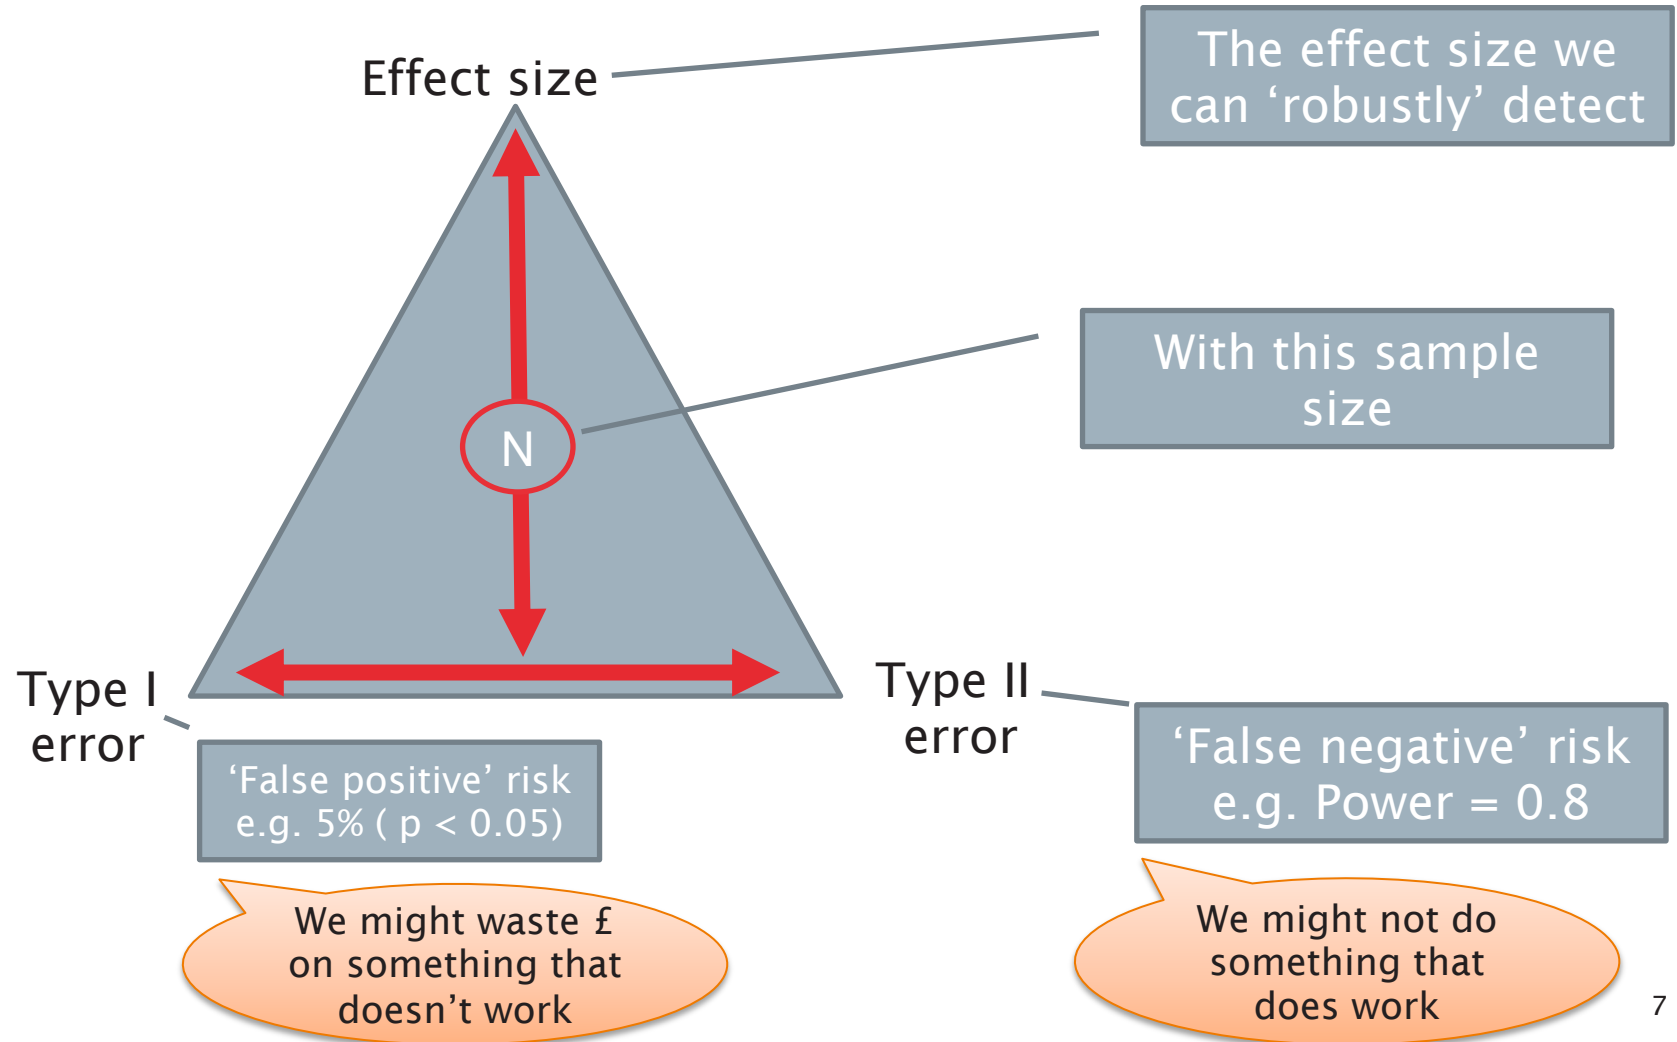 Effect size
The effect size we
can ‘robustly’ detect
N
With this sample
size
Type I
error
‘False positive’ risk
e.g. 5% ( p < 0.05)
We might waste £
on something that
doesn’t work
Type II
error
‘False negative’ risk
e.g. Power = 0.8
We might not do
something that
does work
7